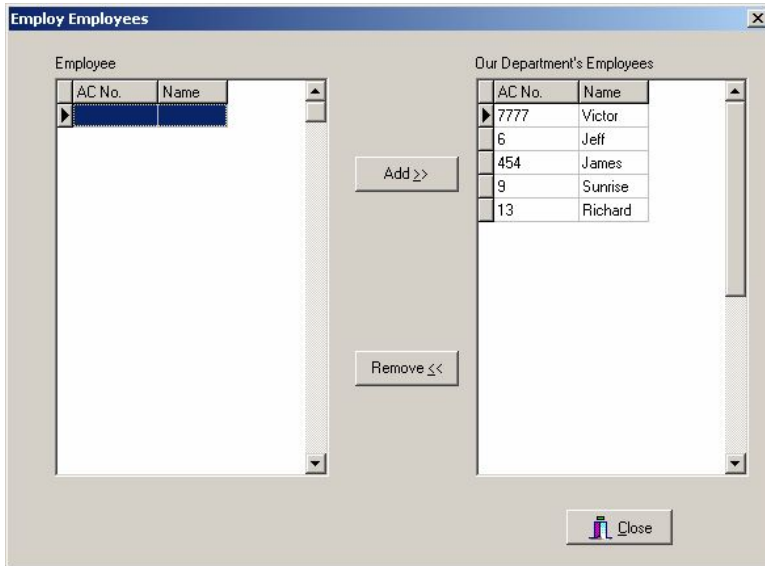 Employ Employees
Employee
AC No. Name
Add >>
Remove <<
Our Department's Employees
AC No. Name
7777 Victor
6 Jeff
454 James
9 Sunrise
13 Richard
Close